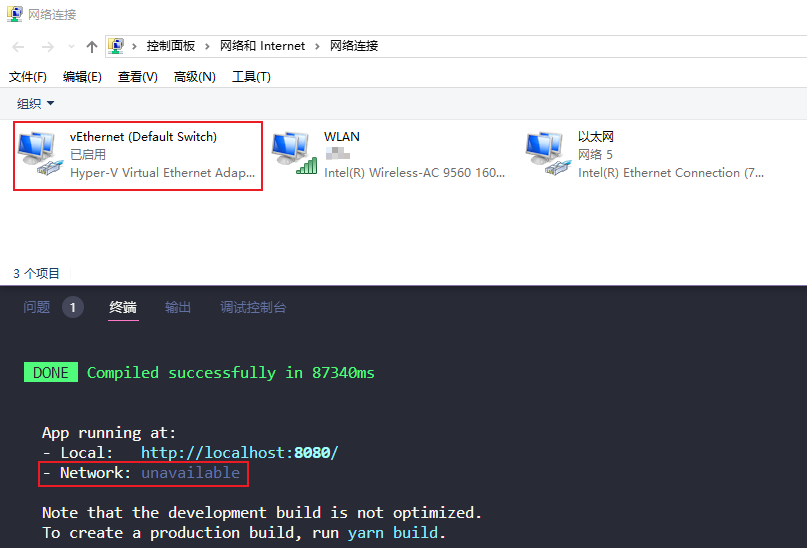 网络连接
控制面板 > 网络和 Internet > 网络连接
文件(F) 编辑(E) 查看(V) 高级(N) 工具(T)
组织
vEthernet (Default Switch)
已启用
Hyper-V Virtual Ethernet Adap...
WLAN
Intel(R) Wireless-AC 9560 160...
以太网
网络 5
Intel(R) Ethernet Connection (7...
3 个项目
问题 1 终端 输出 调试控制台
DONE Compiled successfully in 87340ms
App running at:
- Local: http://localhost:8080/
- Network: unavailable
Note that the development build is not optimized.
To create a production build, run yarn build.